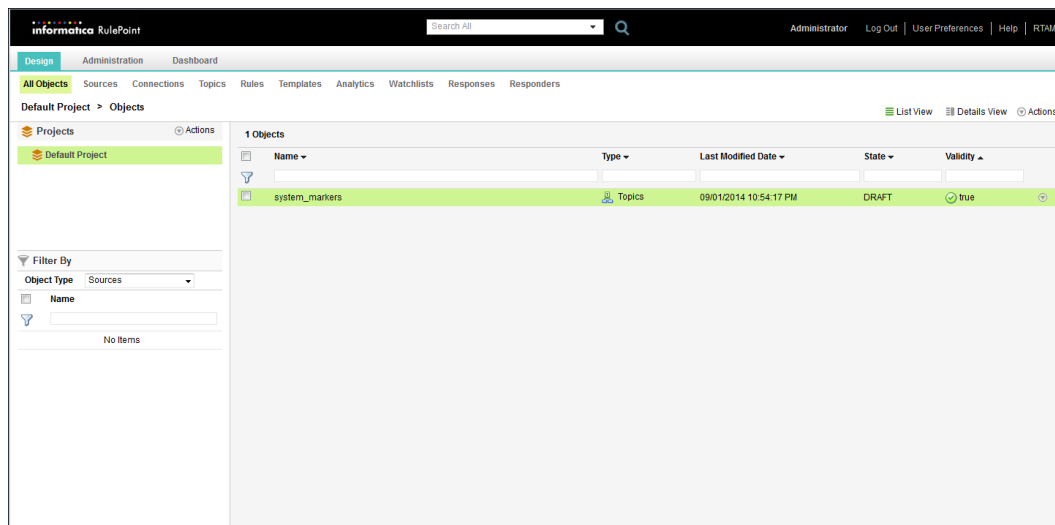 informatica RulePoint Search All Administrator Log Out | User Preferences | Help | RTAM
Design Administration Dashboard
All Objects Sources Connections Topics Rules Templates Analytics Watchlists Responses Responders
Default Project > Objects
List View Details View Actions
Projects Actions
1 Objects
Default Project
Name Type Last Modified Date State Validity
system_markers Topics 09/01/2014 10:54:17 PM DRAFT true
Filter By
Object Type Sources
Name
No Items